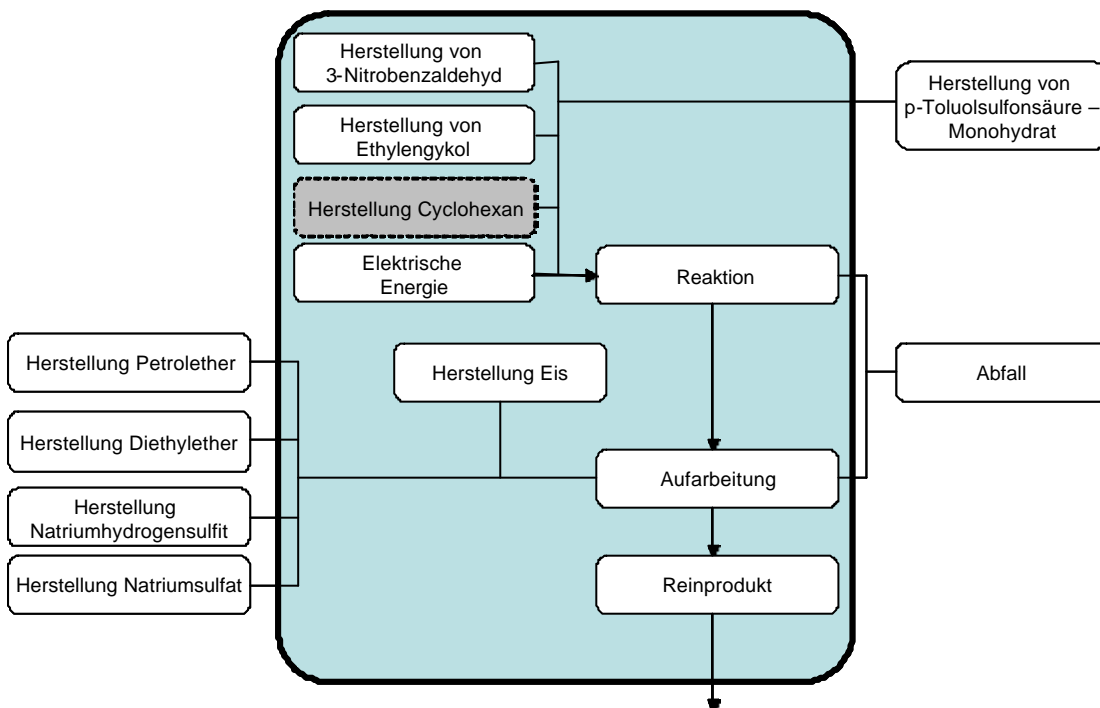 Herstellung von
3-Nitrobenzaldehyd
Herstellung von
p-Toluolsulfonsäure –
Monohydrat
Herstellung von
Ethylengykol
Herstellung Cyclohexan
Elektrische
Energie
Reaktion
Herstellung Petrolether
Herstellung Eis
Abfall
Herstellung Diethylether
Aufarbeitung
Herstellung
Natriumhydrogensulfit
Herstellung Natriumsulfat
Reinprodukt